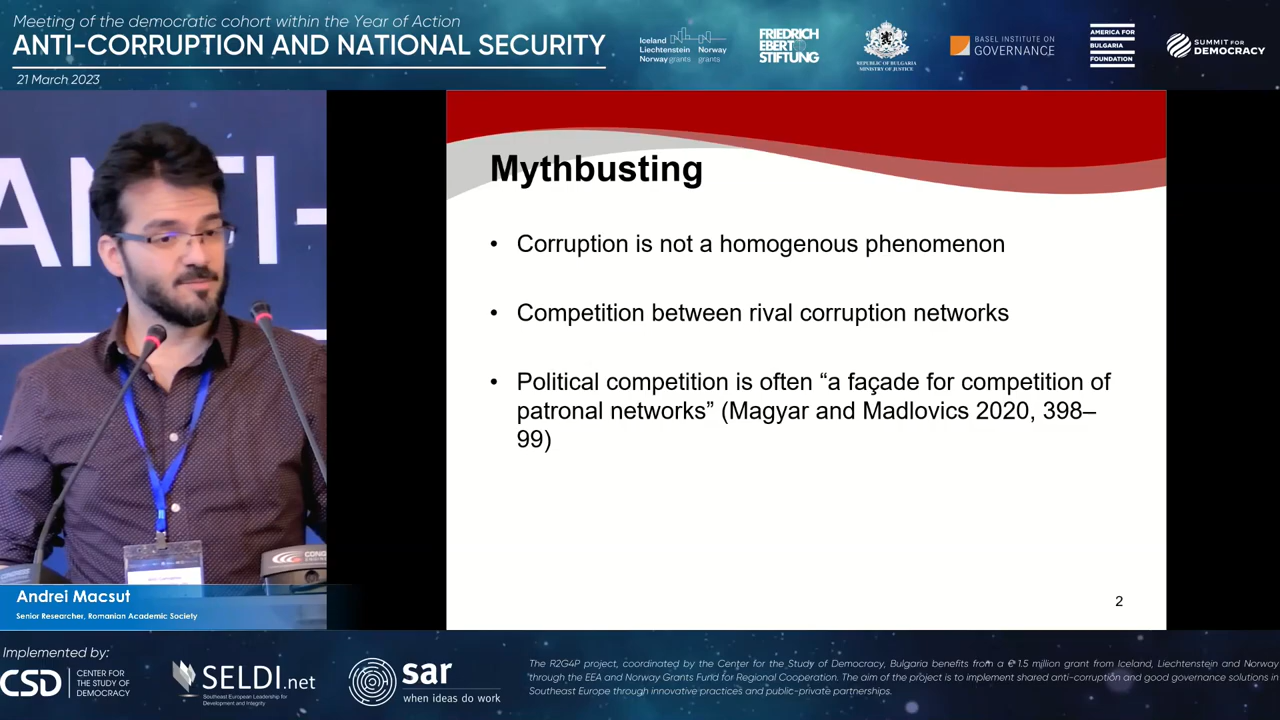 Meeting of the democratic cohort within the Year of Action
ANTI-CORRUPTION AND NATIONAL SECURITY
21 March 2023
Iceland
Liechtenstein Norway
Norway grants grants
FRIEDRICH
EBERT
STIFTUNG
REPUBLIC OF BULGARIA
MINISTRY OF JUSTICE
BASEL INSTITUTE ON
GOVERNANCE
AMERICA FOR
BULGARIA
FOUNDATION
SUMMIT FOR
DEMOCRACY
ANTI-
Mythbusting
• Corruption is not a homogenous phenomenon
• Competition between rival corruption networks
• Political competition is often “a façade for competition of
patronal networks” (Magyar and Madlovics 2020, 398–
99)
2
Andrei Macsut
Senior Researcher, Romanian Academic Society
Implemented by:
CSD
CENTER FOR
THE STUDY OF
DEMOCRACY
SELDI.net
Southeast European Leadership for
Development and Integrity
sar
when ideas do work
The R2G4P project, coordinated by the Center for the Study of Democracy, Bulgaria benefits from a € 1.5 million grant from Iceland, Liechtenstein and Norway
through the EEA and Norway Grants Fund for Regional Cooperation. The aim of the project is to implement shared anti-corruption and good governance solutions in
Southeast Europe through innovative practices and public-private partnerships.